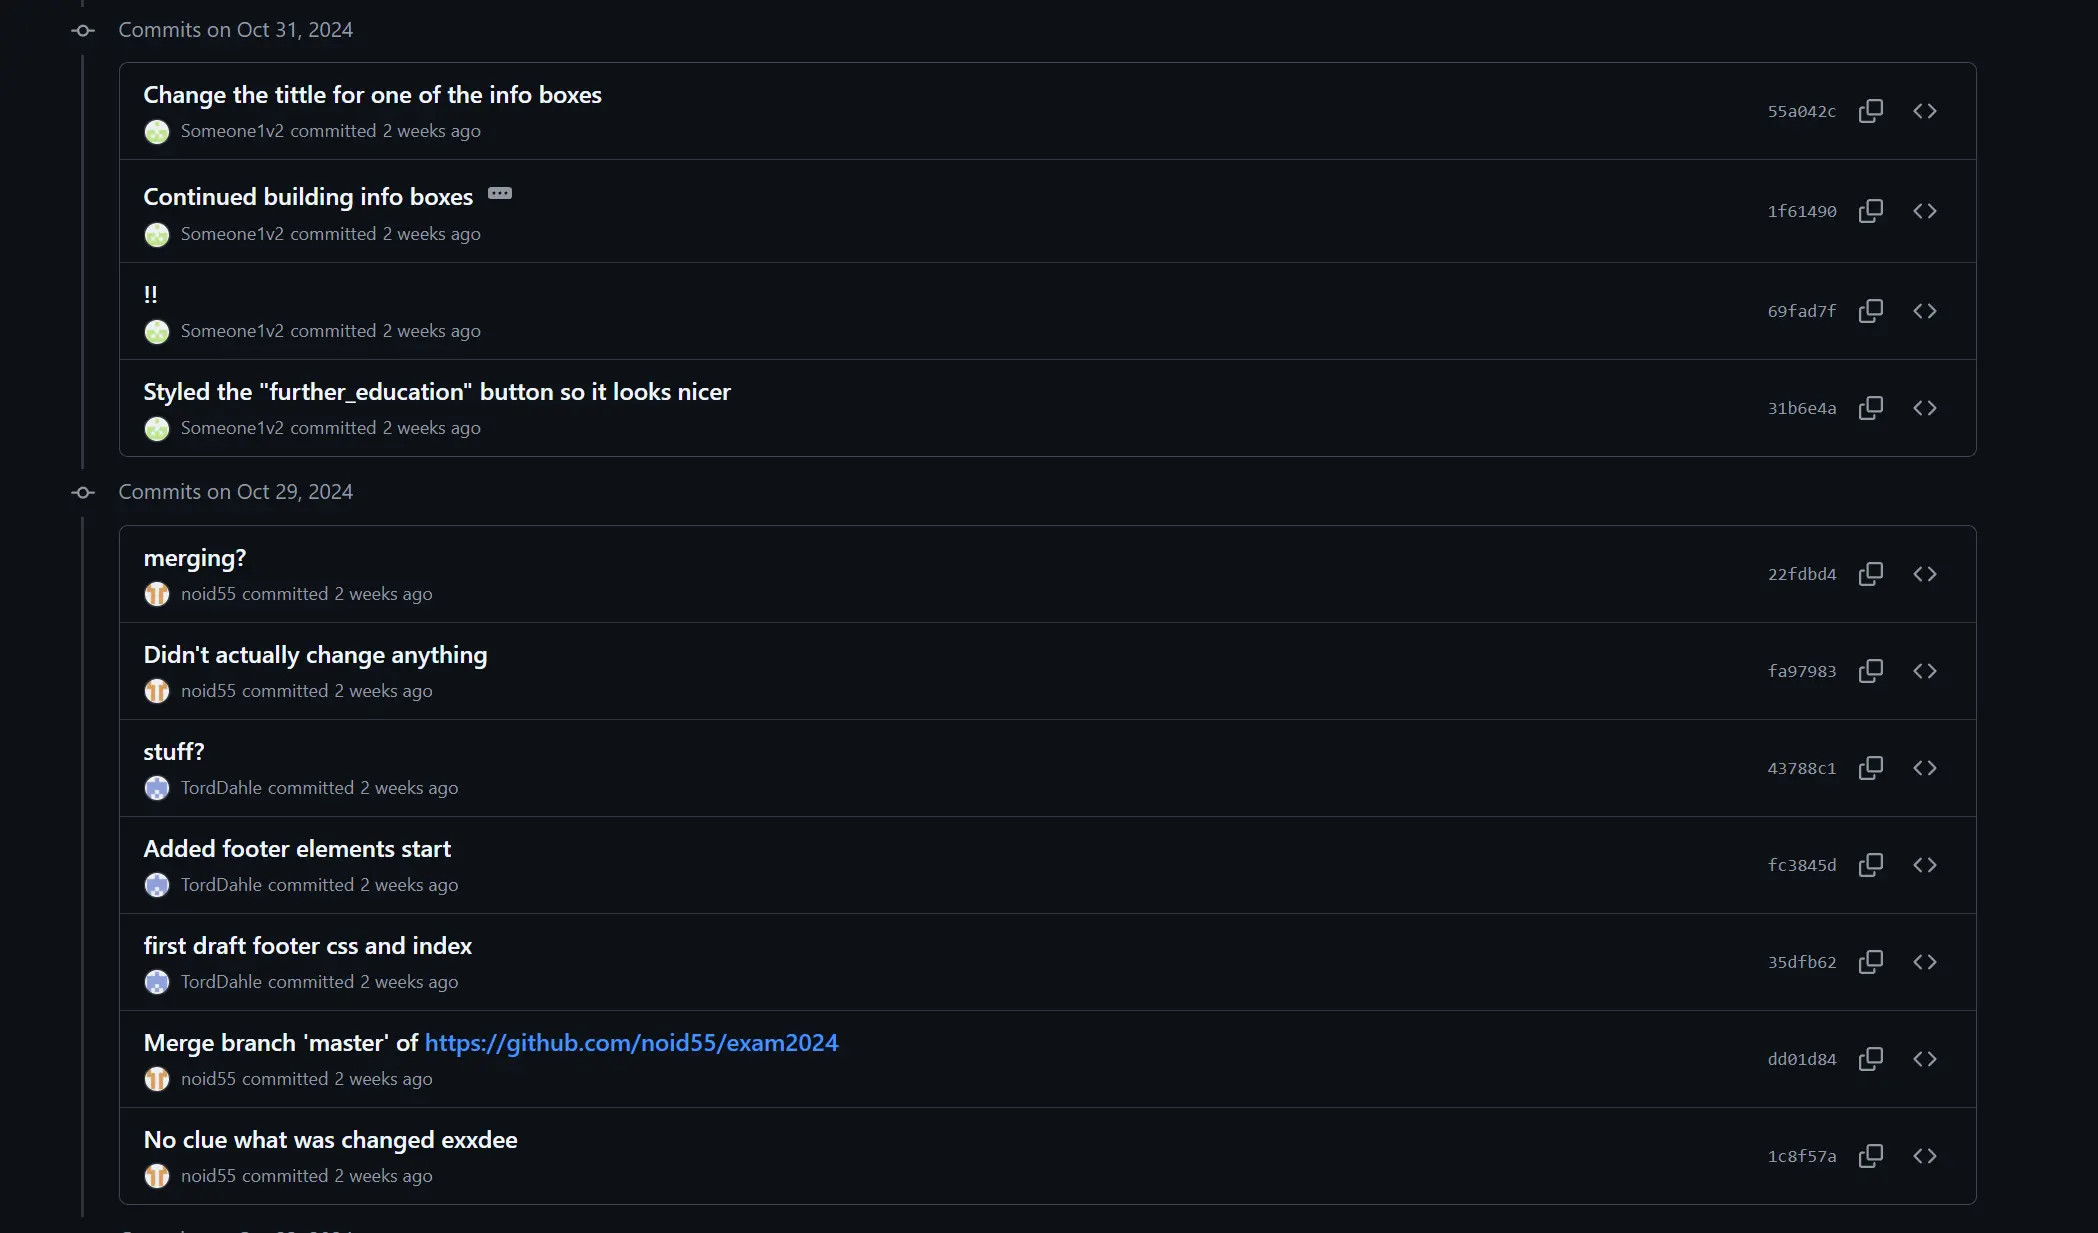 Commits on Oct 31, 2024
Change the tittle for one of the info boxes
Someone1v2 committed 2 weeks ago
55a042c
Continued building info boxes
Someone1v2 committed 2 weeks ago
1f61490
!!
Someone1v2 committed 2 weeks ago
69fad7f
Styled the "further_education" button so it looks nicer
Someone1v2 committed 2 weeks ago
31b6e4a
Commits on Oct 29, 2024
merging?
noid55 committed 2 weeks ago
22fdbd4
Didn't actually change anything
noid55 committed 2 weeks ago
fa97983
stuff?
TordDahle committed 2 weeks ago
43788c1
Added footer elements start
TordDahle committed 2 weeks ago
fc3845d
first draft footer css and index
TordDahle committed 2 weeks ago
35dfb62
Merge branch 'master' of https://github.com/noid55/exam2024
noid55 committed 2 weeks ago
dd01d84
No clue what was changed exxdee
noid55 committed 2 weeks ago
1c8f57a